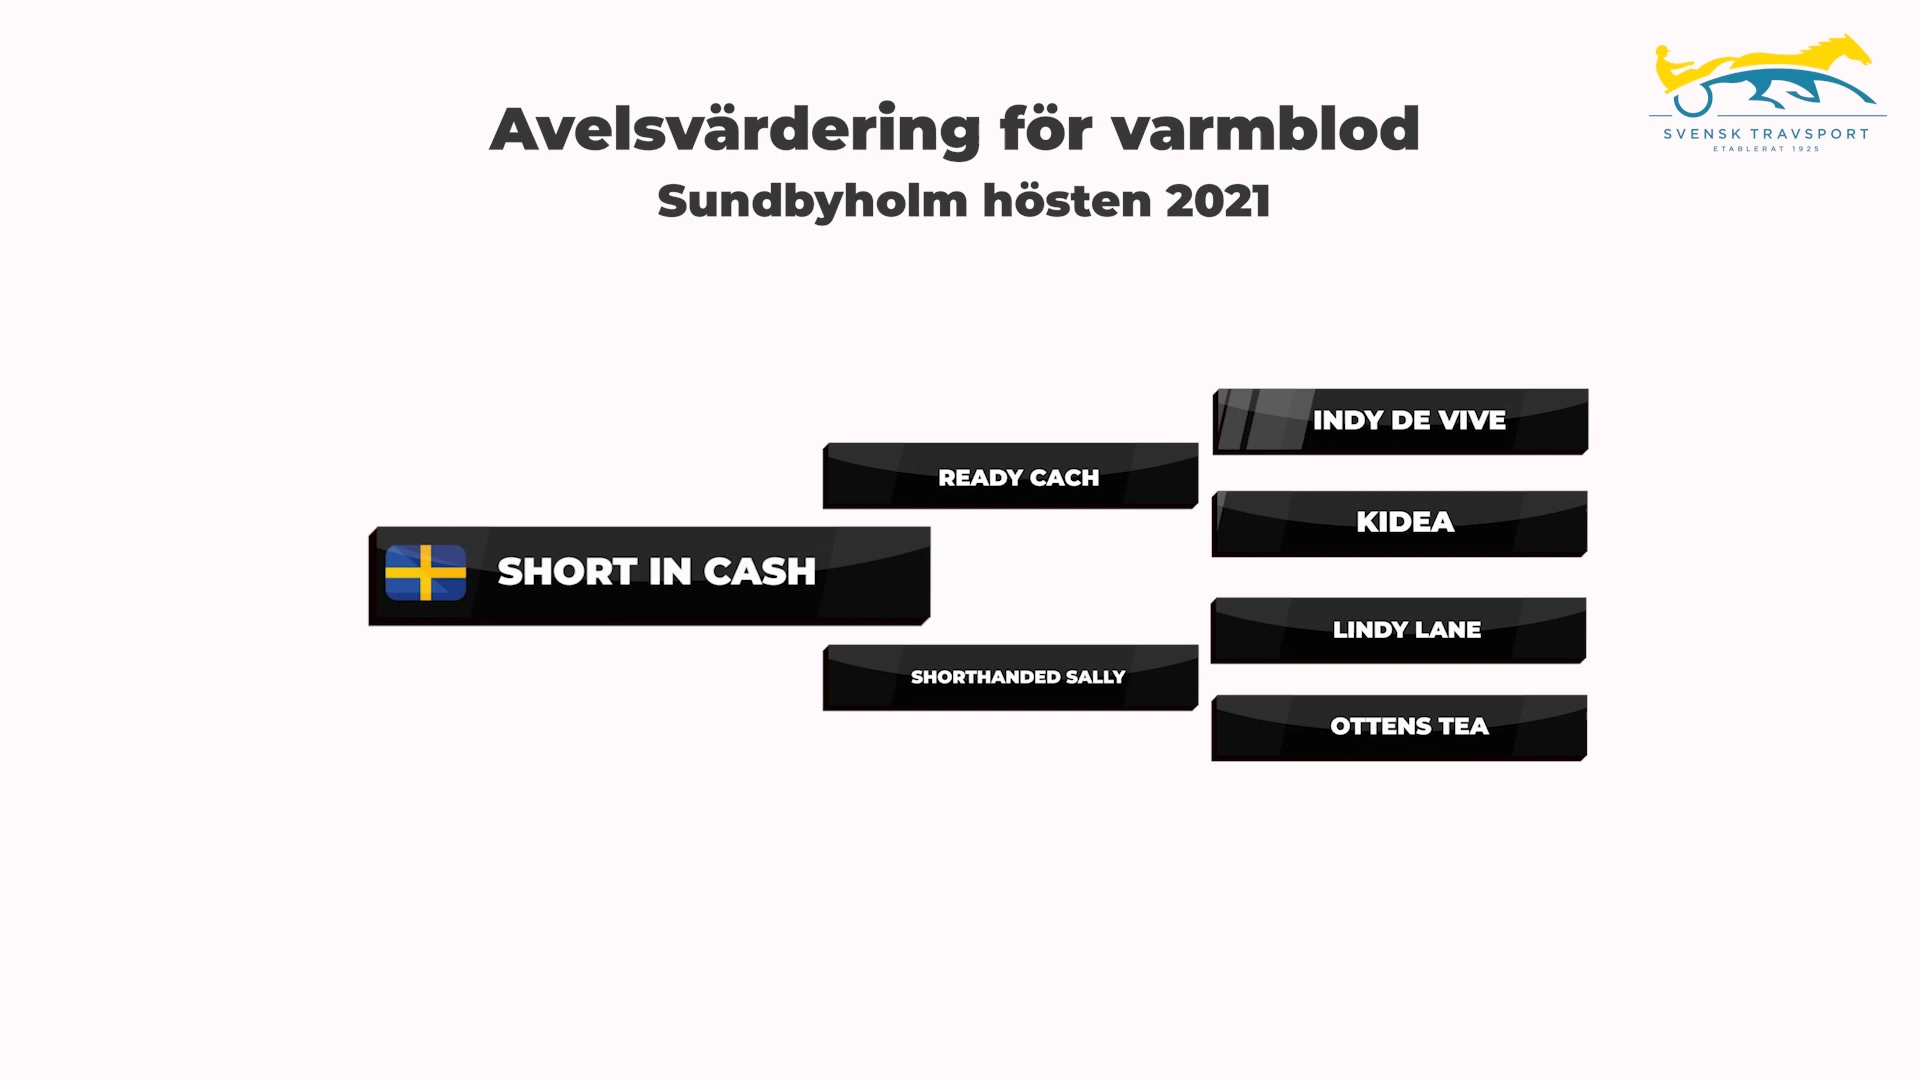 Avelsvärdering för varmblod
Sundbyholm hösten 2021
SVENSK TRAVSPORT
ETABLERAT 1925
INDY DE VIVE
READY CACH
KIDEA
SHORT IN CASH
LINDY LANE
SHORTHANDED SALLY
OTTENS TEA